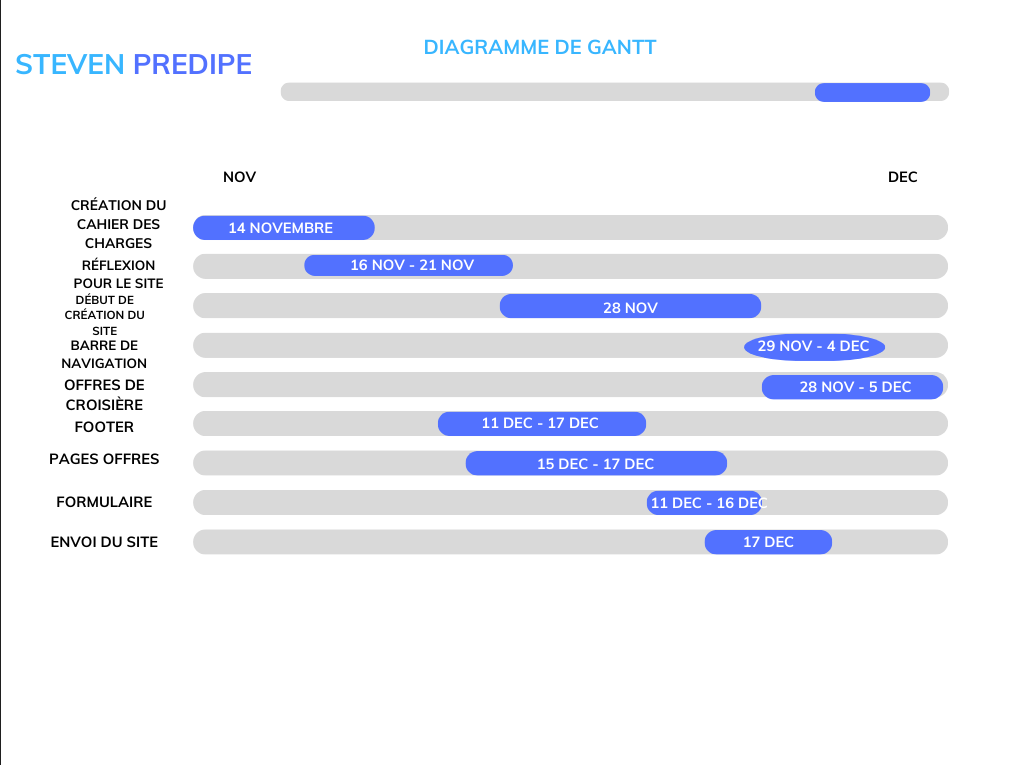 DIAGRAMME DE GANTT
STEVEN PREDIPE
NOV
DEC
CRÉATION DU
CAHIER DES
CHARGES
14 NOVEMBRE
RÉFLEXION
POUR LE SITE
16 NOV - 21 NOV
DÉBUT DE
CRÉATION DU
SITE
28 NOV
BARRE DE
NAVIGATION
29 NOV - 4 DEC
OFFRES DE
CROISIÈRE
28 NOV - 5 DEC
FOOTER
11 DEC - 17 DEC
PAGES OFFRES
15 DEC - 17 DEC
FORMULAIRE
11 DEC - 16 DEC
ENVOI DU SITE
17 DEC